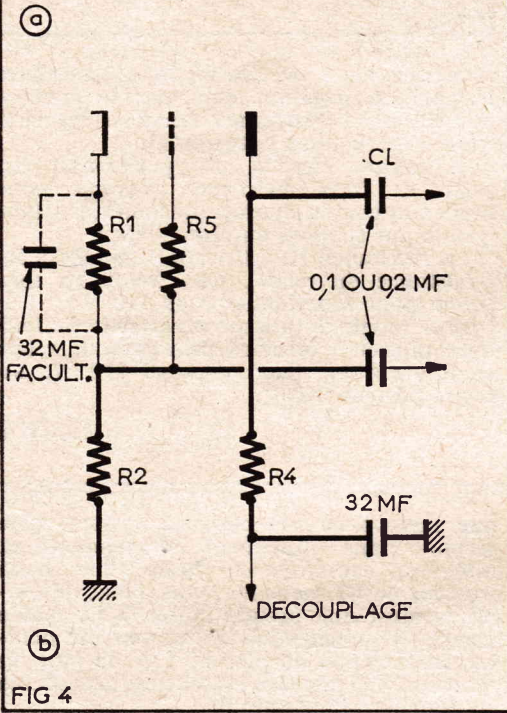 a
CL
R1
R5
0,1 OU 0,2 MF
32 MF
FACULT.
R2
R4
32 MF
DECOUPLAGE
b
FIG 4